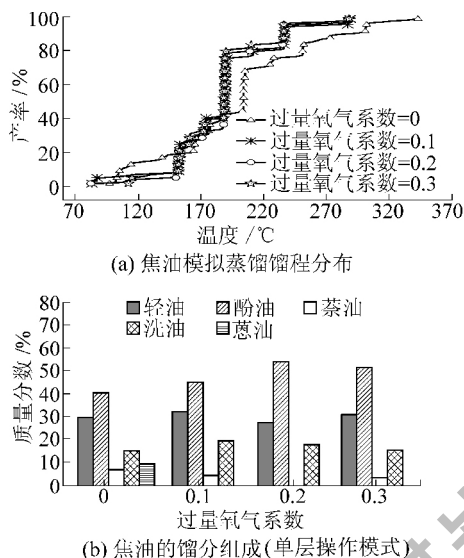 100
80
60
40
20
0
产率/%
过量氧气系数=0
过量氧气系数=0.1
过量氧气系数=0.2
过量氧气系数=0.3
70 120 170 220 270 320 370
温度/℃
(a) 焦油模拟蒸馏馏程分布
80
70
60
50
40
30
20
10
0
质量分数/%
轻油 酚油 萘油
洗油 蒽油
0 0.1 0.2 0.3
过量氧气系数
(b) 焦油的馏分组成(单层操作模式)